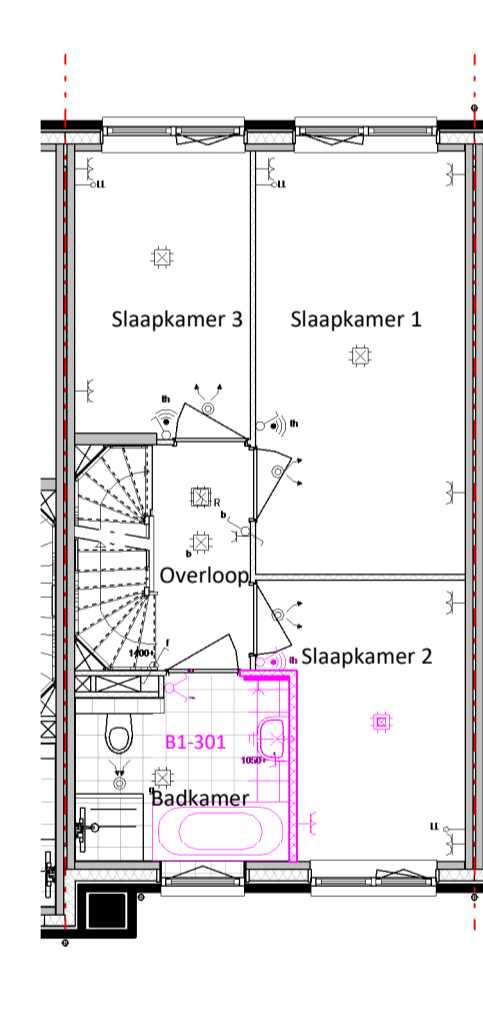 LL
LL
Slaapkamer 3
Slaapkamer 1
th
th
R
b
b
Overloop
1400+
f
Slaapkamer 2
th
B1-301
1050+
Badkamer
g
LL